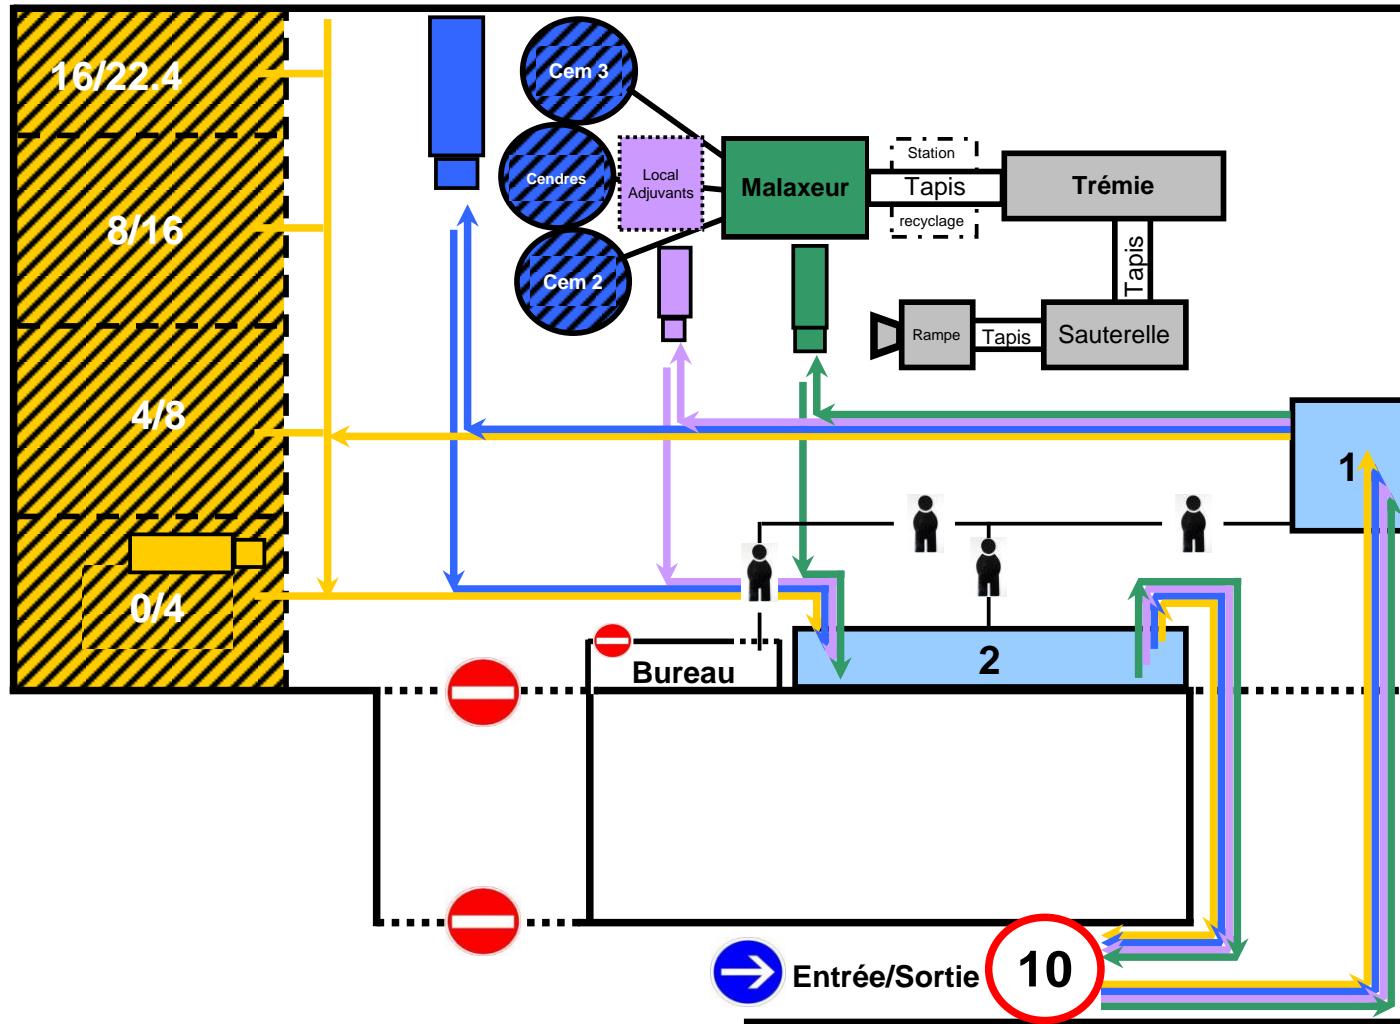 16/22.4
Cem 3
Station
Cendres
Local
Adjuvants
Malaxeur
Tapis
Trémie
8/16
recyclage
Tapis
Cem 2
Rampe
Tapis
Sauterelle
4/8
1
0/4
Bureau
2
Entrée/Sortie
10